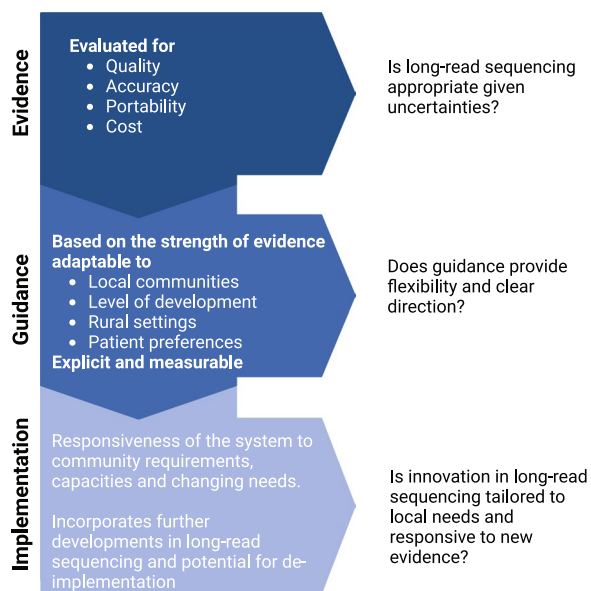 Evidence
Evaluated for
• Quality
• Accuracy
• Portability
• Cost
Is long-read sequencing
appropriate given
uncertainties?
Guidance
Based on the strength of evidence
adaptable to
• Local communities
• Level of development
• Rural settings
• Patient preferences
Explicit and measurable
Does guidance provide
flexibility and clear
direction?
Implementation
Responsiveness of the system to
community requirements,
capacities and changing needs.
Incorporates further
developments in long-read
sequencing and potential for de-
implementation
Is innovation in long-read
sequencing tailored to
local needs and
responsive to new
evidence?